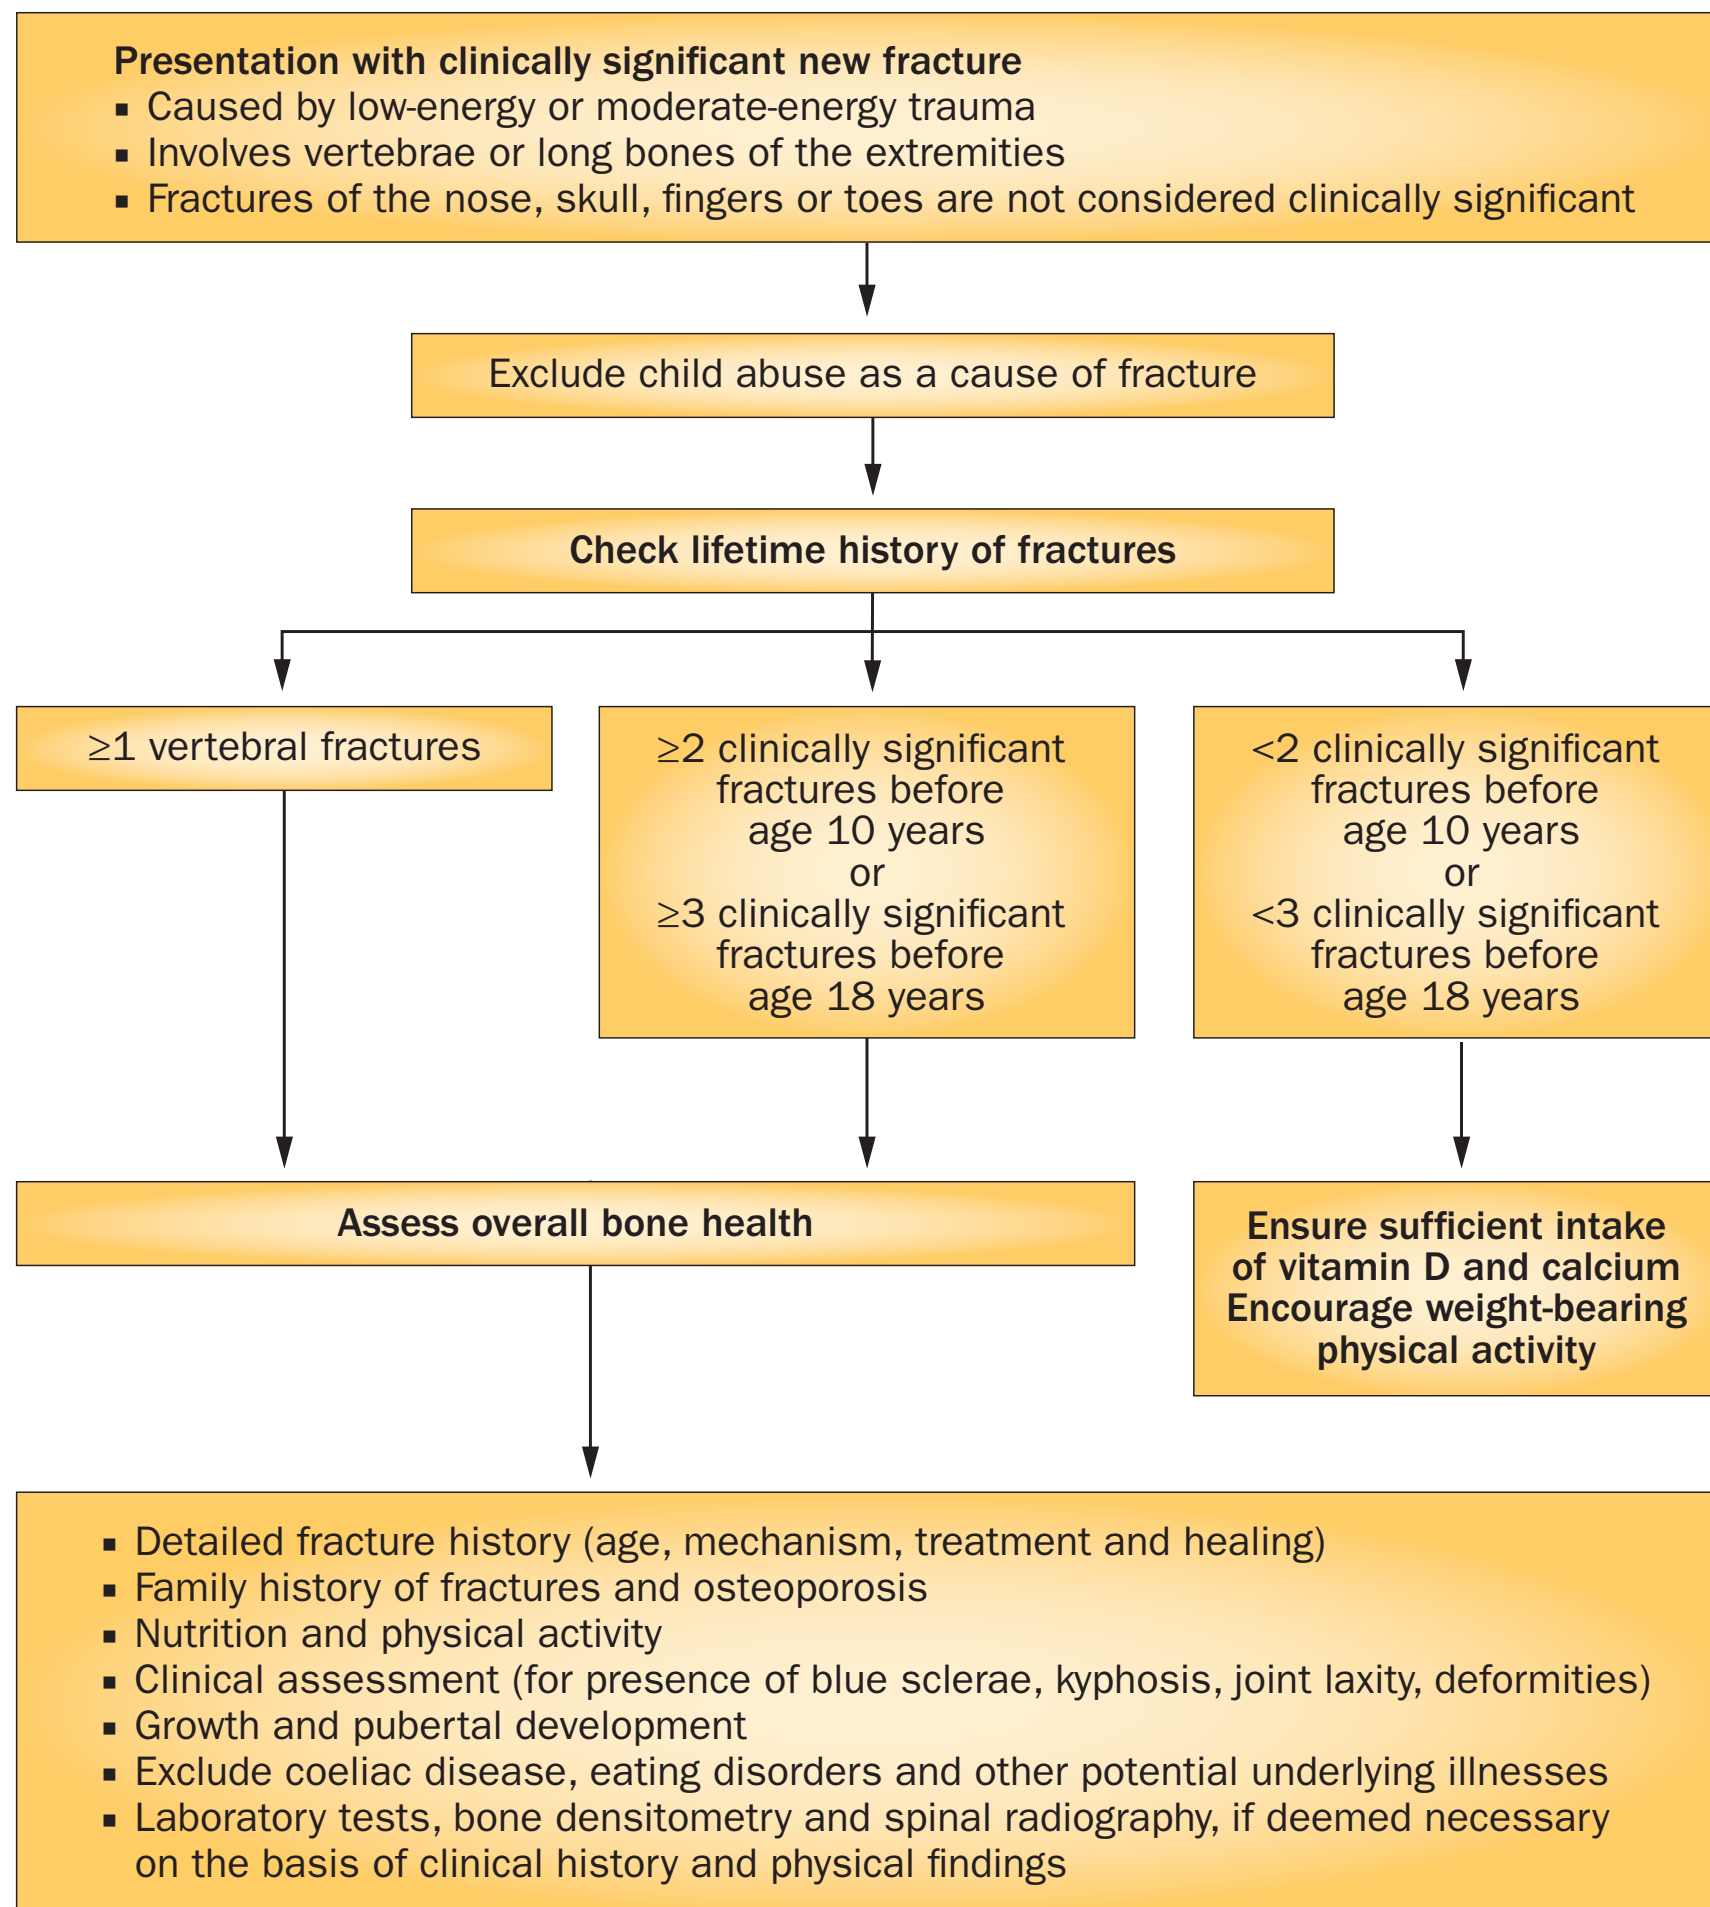 Presentation with clinically significant new fracture
▪ Caused by low-energy or moderate-energy trauma
▪ Involves vertebrae or long bones of the extremities
▪ Fractures of the nose, skull, fingers or toes are not considered clinically significant
Exclude child abuse as a cause of fracture
Check lifetime history of fractures
≥1 vertebral fractures
≥2 clinically significant
fractures before
age 10 years
or
≥3 clinically significant
fractures before
age 18 years
<2 clinically significant
fractures before
age 10 years
or
<3 clinically significant
fractures before
age 18 years
Assess overall bone health
Ensure sufficient intake
of vitamin D and calcium
Encourage weight-bearing
physical activity
▪ Detailed fracture history (age, mechanism, treatment and healing)
▪ Family history of fractures and osteoporosis
▪ Nutrition and physical activity
▪ Clinical assessment (for presence of blue sclerae, kyphosis, joint laxity, deformities)
▪ Growth and pubertal development
▪ Exclude coeliac disease, eating disorders and other potential underlying illnesses
▪ Laboratory tests, bone densitometry and spinal radiography, if deemed necessary
on the basis of clinical history and physical findings